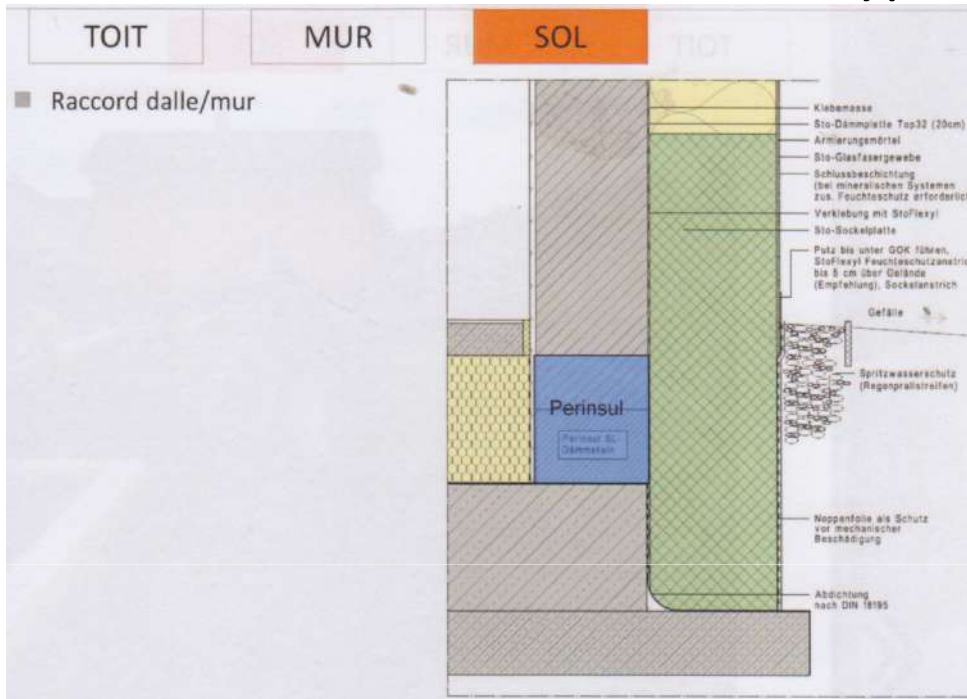 TOIT
MUR
SOL
Raccord dalle/mur
Klebemasse
Sto-Dämmplatte Top32 (20cm)
Armierungsmörtel
Sto-Glasfasergewebe
Schlussbeschichtung
(bei mineralischen Systemen
zus. Feuchteschutz erforderlich
Verklebung mit StoFlexyl
Sto-Sockelplatte
Putz bis unter GOK führen,
StoFlexyl Feuchteschutzanstric
bis 5 cm über Gelände
(Empfehlung), Sockelanstrich
Gefälle %
Spritzwasserschutz
(Regenprallstreifen)
Perinsul
Perinsul SL-
Dämmstein
Noppenfolie als Schutz
vor mechanischer
Beschädigung
Abdichtung
nach DIN 18195